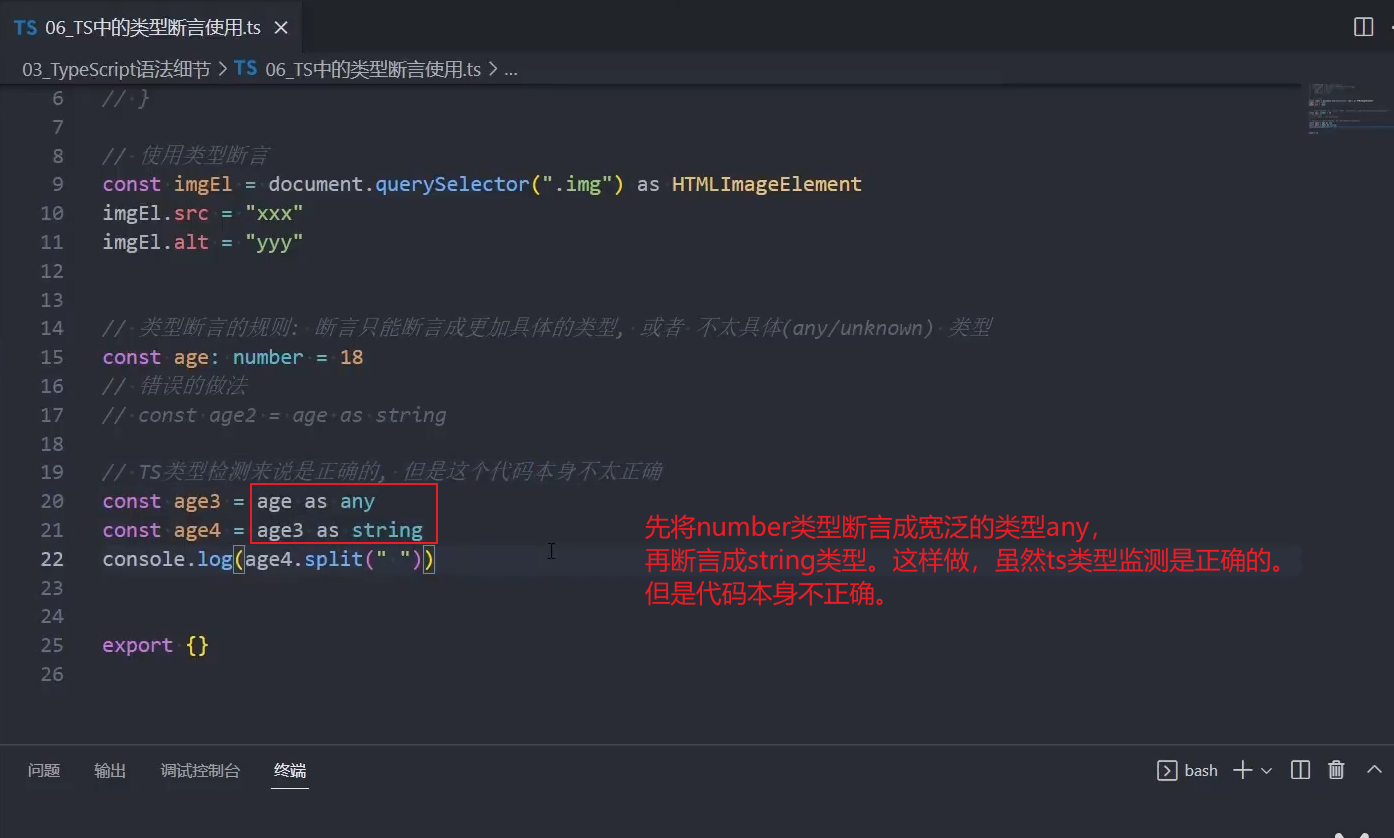 TS 06_TS中的类型断言使用.ts ×
03_TypeScript语法细节 > TS 06_TS中的类型断言使用.ts > ...
6 // }
7
8 // 使用类型断言
9 const imgEl = document.querySelector(".img") as HTMLImageElement
10 imgEl.src = "xxx"
11 imgEl.alt = "yyy"
12
13
14 // 类型断言的规则: 断言只能断言成更加具体的类型, 或者 不太具体(any/unknown) 类型
15 const age: number = 18
16 // 错误的做法
17 // const age2 = age as string
18
19 // TS类型检测来说是正确的, 但是这个代码本身不太正确
20 const age3 = age as any
21 const age4 = age3 as string
22 console.log(age4.split(" "))
23
24
25 export {}
26
先将number类型断言成宽泛的类型any，
再断言成string类型。这样做，虽然ts类型监测是正确的。
但是代码本身不正确。
问题 输出 调试控制台 终端 bash